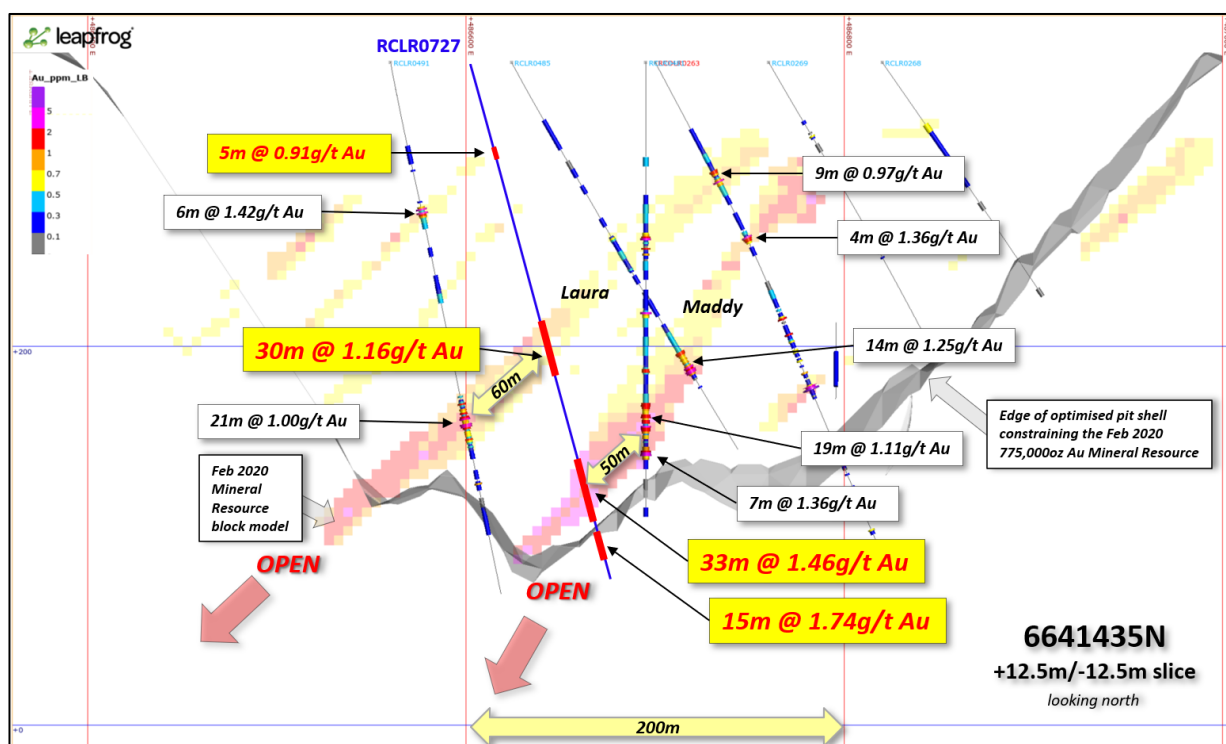 leapfrog
RCLR0727
+486600 E
+486800 E
RCLR0491
RCLR0485
RCLR0269
RCLR0268
Au_ppm_LB
5
2
1
0.7
0.5
0.3
0.1
5m @ 0.91g/t Au
9m @ 0.97g/t Au
6m @ 1.42g/t Au
4m @ 1.36g/t Au
Laura
Maddy
30m @ 1.16g/t Au
+200
14m @ 1.25g/t Au
60m
21m @ 1.00g/t Au
Edge of optimised pit shell
constraining the Feb 2020
775,000oz Au Mineral Resource
19m @ 1.11g/t Au
50m
Feb 2020
Mineral
Resource
block model
7m @ 1.36g/t Au
OPEN
33m @ 1.46g/t Au
OPEN
15m @ 1.74g/t Au
6641435N
+12.5m/-12.5m slice
looking north
+0
200m